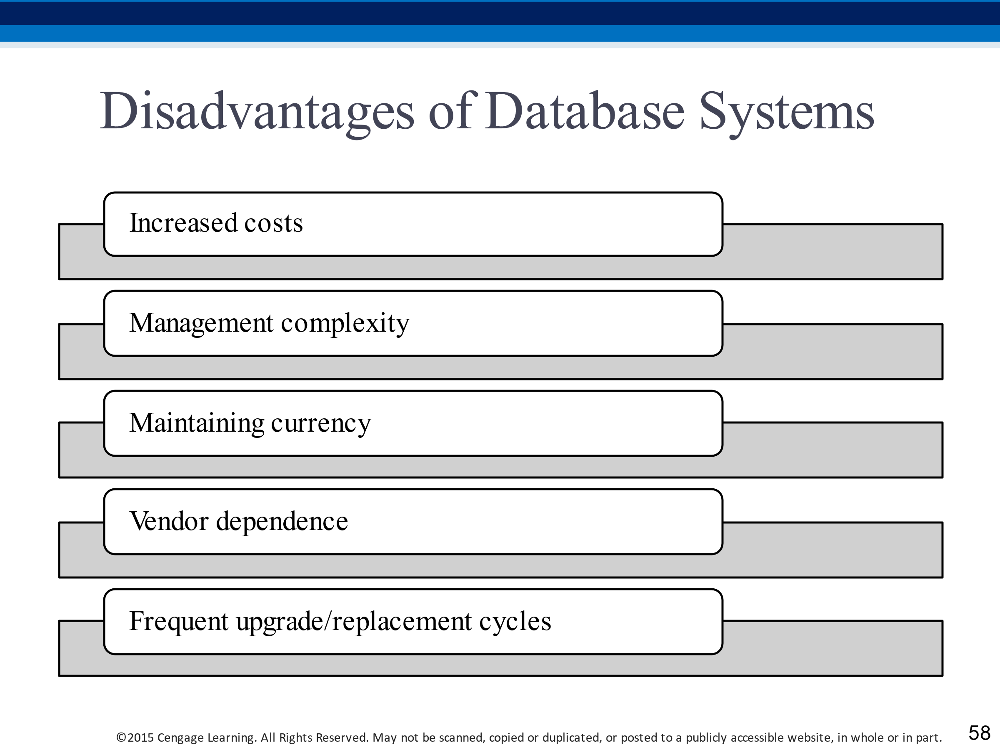 Disadvantages of Database Systems
Increased costs
Management complexity
Maintaining currency
Vendor dependence
Frequent upgrade/replacement cycles
©2015 Cengage Learning. All Rights Reserved. May not be scanned, copied or duplicated, or posted to a publicly accessible website, in whole or in part.
58